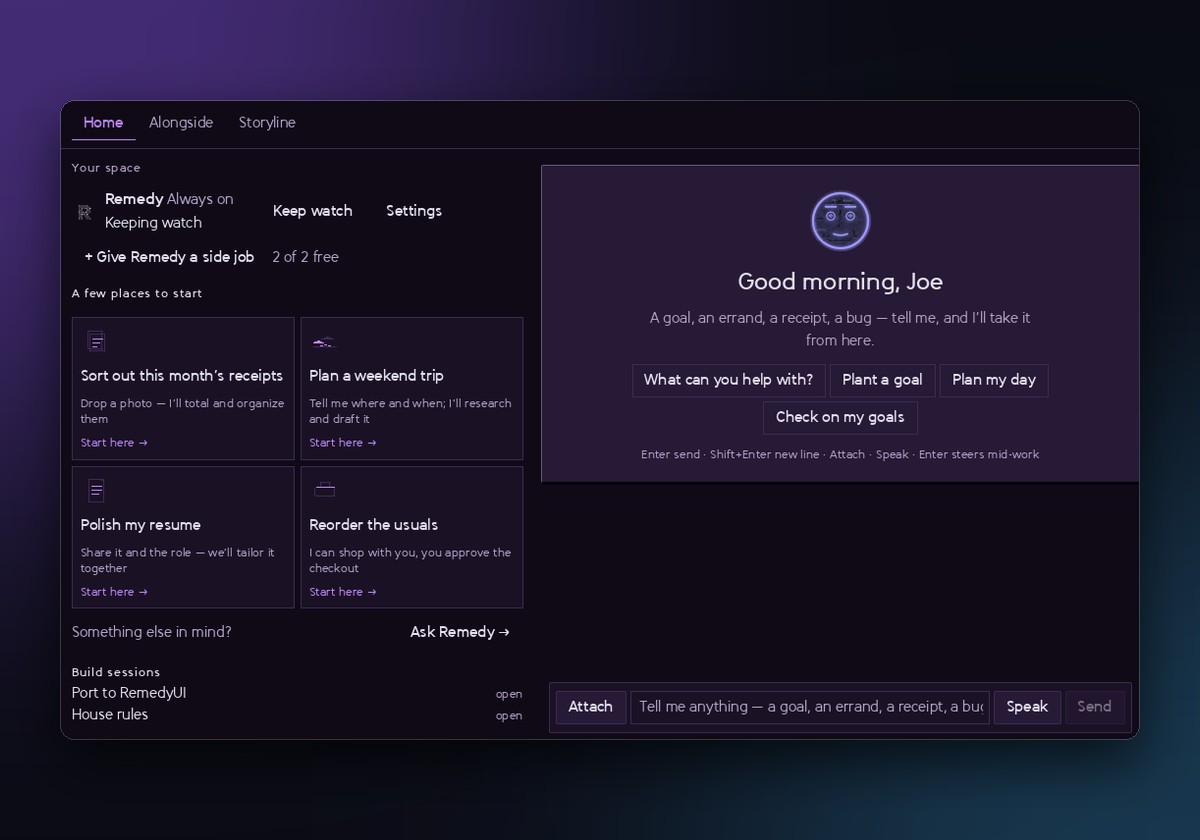 Home Alongside Storyline
Your space
Remedy Always on
Keeping watch
Keep watch
Settings
+ Give Remedy a side job 2 of 2 free
A few places to start
Sort out this month's receipts
Drop a photo — I'll total and organize
them
Start here →
Plan a weekend trip
Tell me where and when; I'll research
and draft it
Start here →
Polish my resume
Share it and the role — we'll tailor it
together
Start here →
Reorder the usuals
I can shop with you, you approve the
checkout
Start here →
Something else in mind? Ask Remedy →
Build sessions
Port to RemedyUI open
House rules open
Good morning, Joe
A goal, an errand, a receipt, a bug — tell me, and I'll take it
from here.
What can you help with? Plant a goal Plan my day
Check on my goals
Enter send · Shift+Enter new line · Attach · Speak · Enter steers mid-work
Attach Tell me anything — a goal, an errand, a receipt, a bug Speak Send